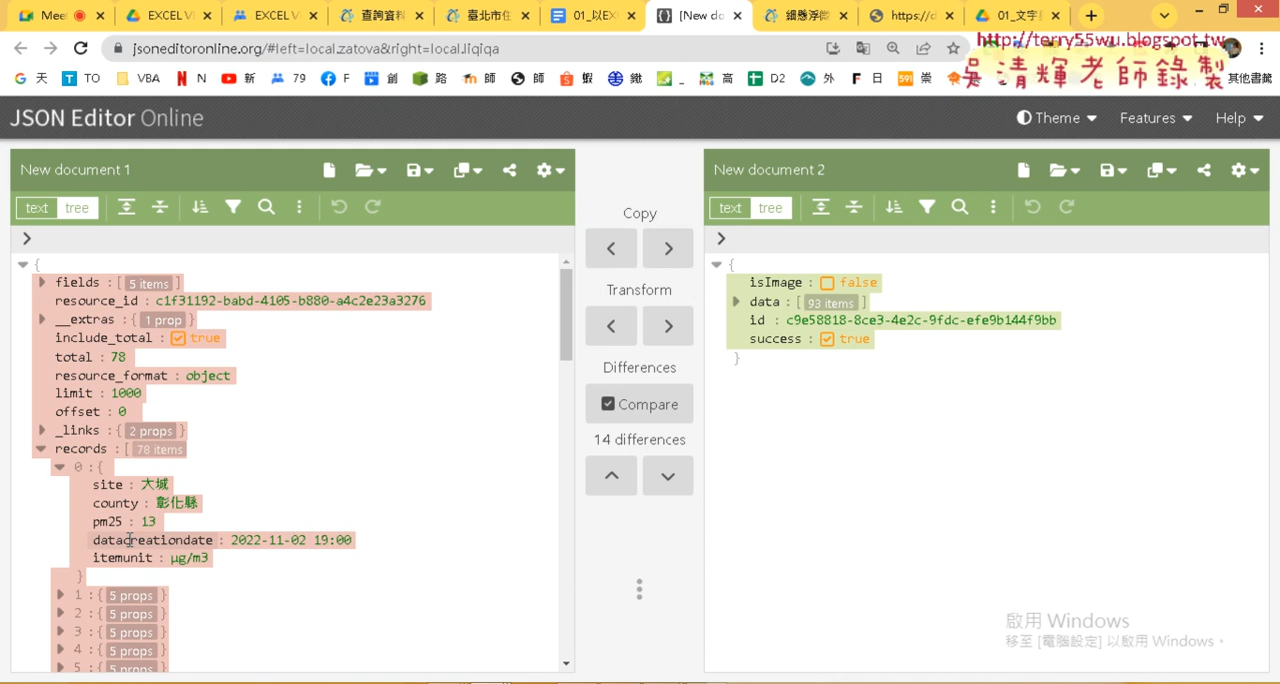 Meet
EXCEL V
EXCEL V
查詢資料
臺北市住
01_以EX
[New do
細懸浮微
https://d
01_文字
jsoneditoronline.org/#left=local.zatova&right=local.liqiqa
http://terry55wu.blogspot.tw
吳清輝老師錄製
天
TO
VBA
N
新
79
F
創
路
師
師
蝦
鐵
高
D2
外
日
崇
其他書籤
JSON Editor Online
Theme
Features
Help
New document 1
text
tree
{
fields : [ 5 items ]
resource_id : c1f31192-babd-4105-b880-a4c2e23a3276
__extras : { 1 prop }
include_total : true
total : 78
resource_format : object
limit : 1000
offset : 0
_links : { 2 props }
records : [ 78 items
0 : {
site : 大城
county : 彰化縣
pm25 : 13
datacreationdate : 2022-11-02 19:00
itemunit : μg/m3
}
1 : { 5 props }
2 : { 5 props }
3 : { 5 props }
4 : { 5 props }
5 : { 5 props }
Copy
Transform
Differences
Compare
14 differences
New document 2
text
tree
{
isImage : false
data : [ 93 items ]
id : c9e58818-8ce3-4e2c-9fdc-efe9b144f9bb
success : true
}
啟用 Windows
移至 [電腦設定] 以啟用 Windows。